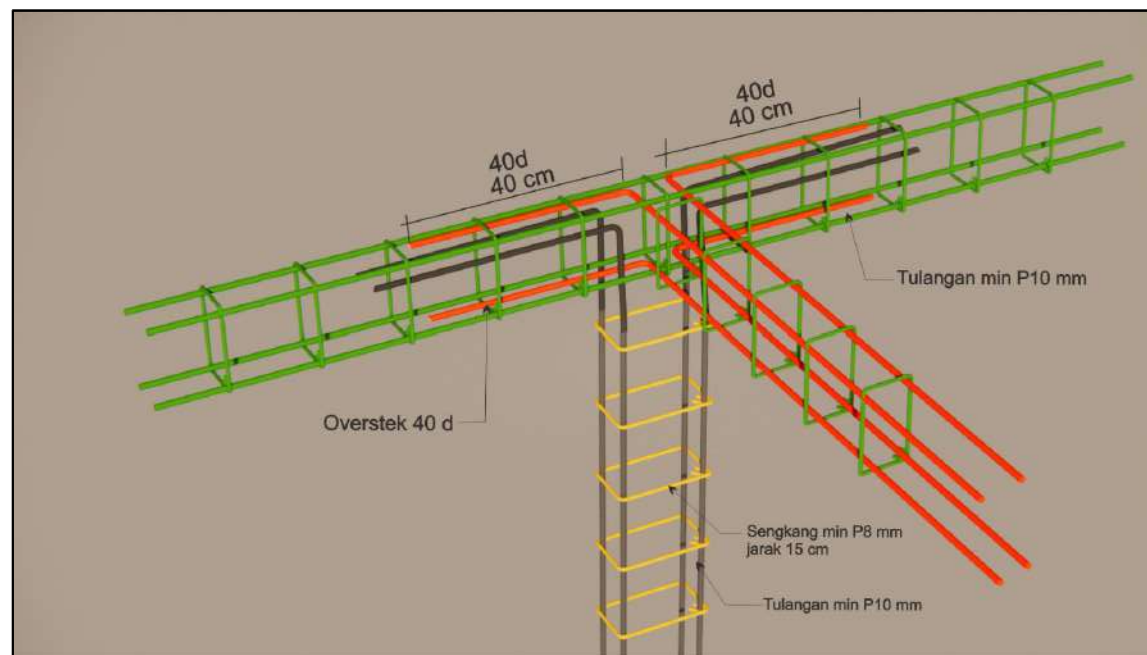 40d
40 cm
40d
40 cm
Tulangan min P10 mm
Overstek 40 d
Sengkang min P8 mm
jarak 15 cm
Tulangan min P10 mm